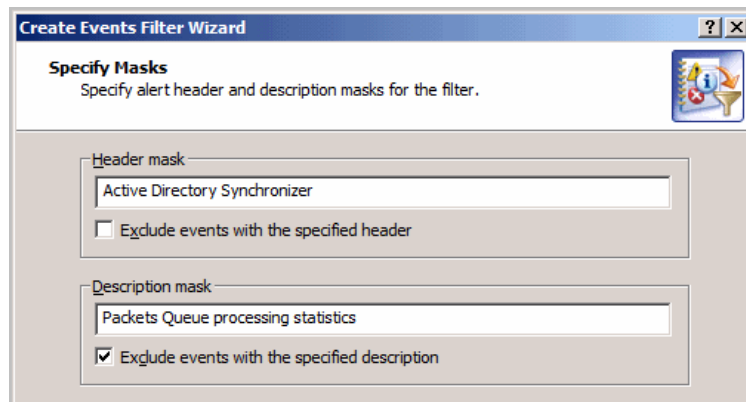 Create Events Filter Wizard
?
Specify Masks
Specify alert header and description masks for the filter.
Header mask
Active Directory Synchronizer
Exclude events with the specified header
Description mask
Packets Queue processing statistics
Exclude events with the specified description